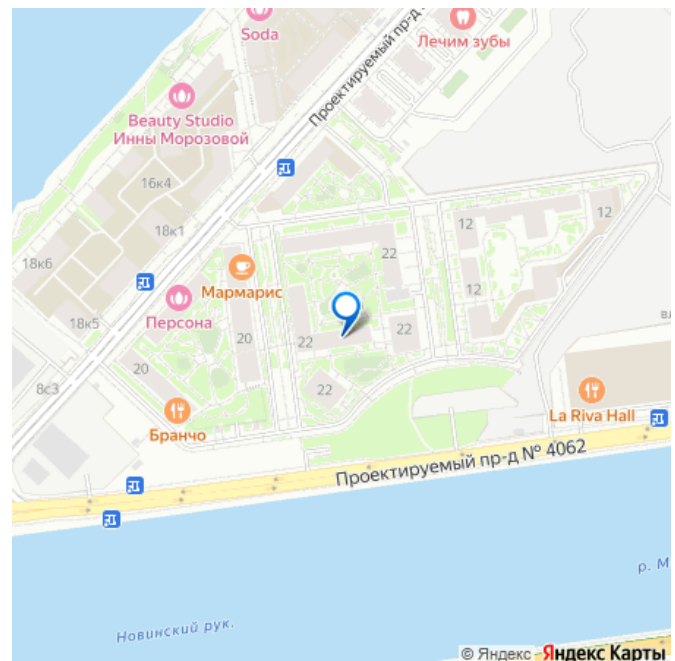 Soda
Лечим зубы
Проектируемый пр-д
Beauty Studio
Инны Морозовой
16к4
18к1
12
12
18к6
22
Мармарис
12
Персона
18к5
22
22
20
20
22
8с3
La Riva Hall
Бранчо
Проектируемый пр-д № 4062
р. М
Новинский рук.
© Яндекс Яндекс Карты